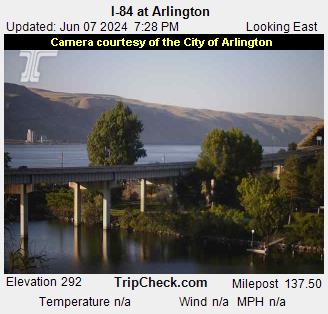 I-84 at Arlington
Updated: Jun 07 2024 7:28 PM Looking East
Camera courtesy of the City of Arlington
Elevation 292 TripCheck.com Milepost 137.50
Temperature n/a Wind n/a MPH n/a